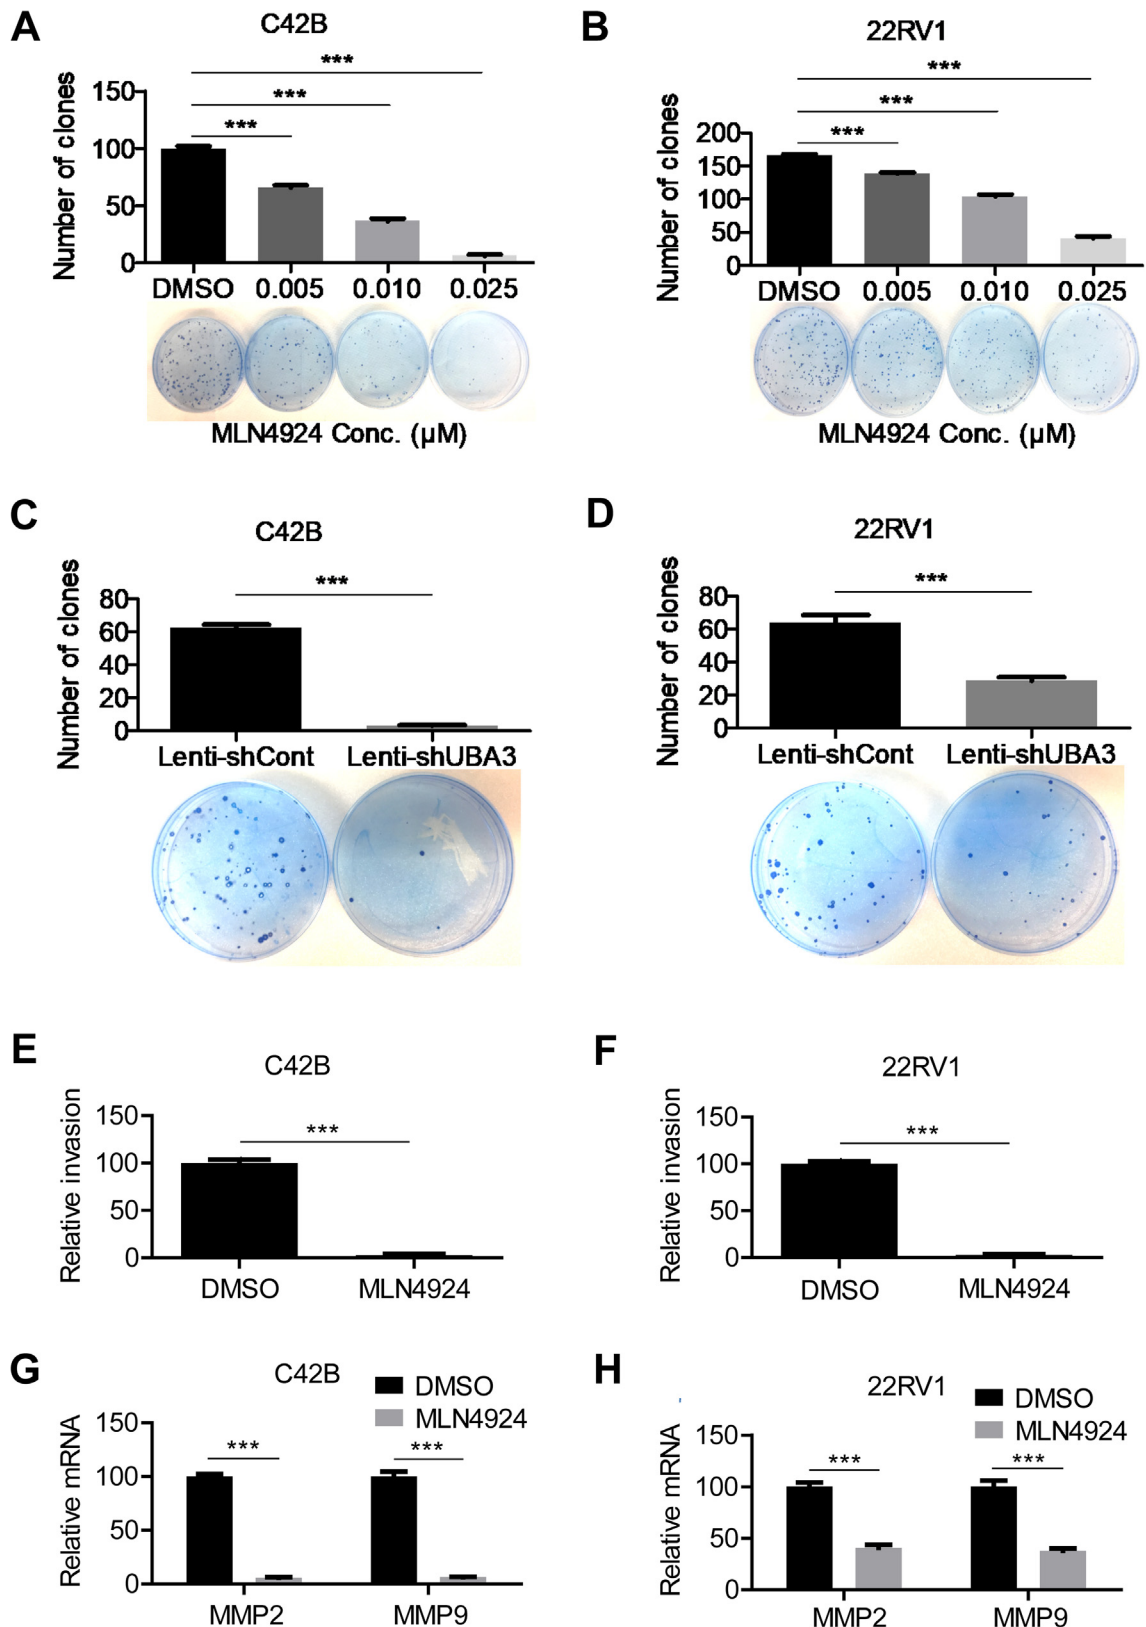 A
C42B
Number of clones
150
100
50
0
***
***
***
DMSO 0.005 0.010 0.025
MLN4924 Conc. (µM)
B
22RV1
Number of clones
200
150
100
50
0
***
***
***
DMSO 0.005 0.010 0.025
MLN4924 Conc. (µM)
C
C42B
Number of clones
80
60
40
20
0
***
Lenti-shCont Lenti-shUBA3
D
22RV1
Number of clones
80
60
40
20
0
***
Lenti-shCont Lenti-shUBA3
E
C42B
Relative invasion
150
100
50
0
***
DMSO MLN4924
F
22RV1
Relative invasion
150
100
50
0
***
DMSO MLN4924
G
C42B
DMSO
MLN4924
Relative mRNA
150
100
50
0
***
***
MMP2 MMP9
H
22RV1
DMSO
MLN4924
Relative mRNA
150
100
50
0
***
***
MMP2 MMP9